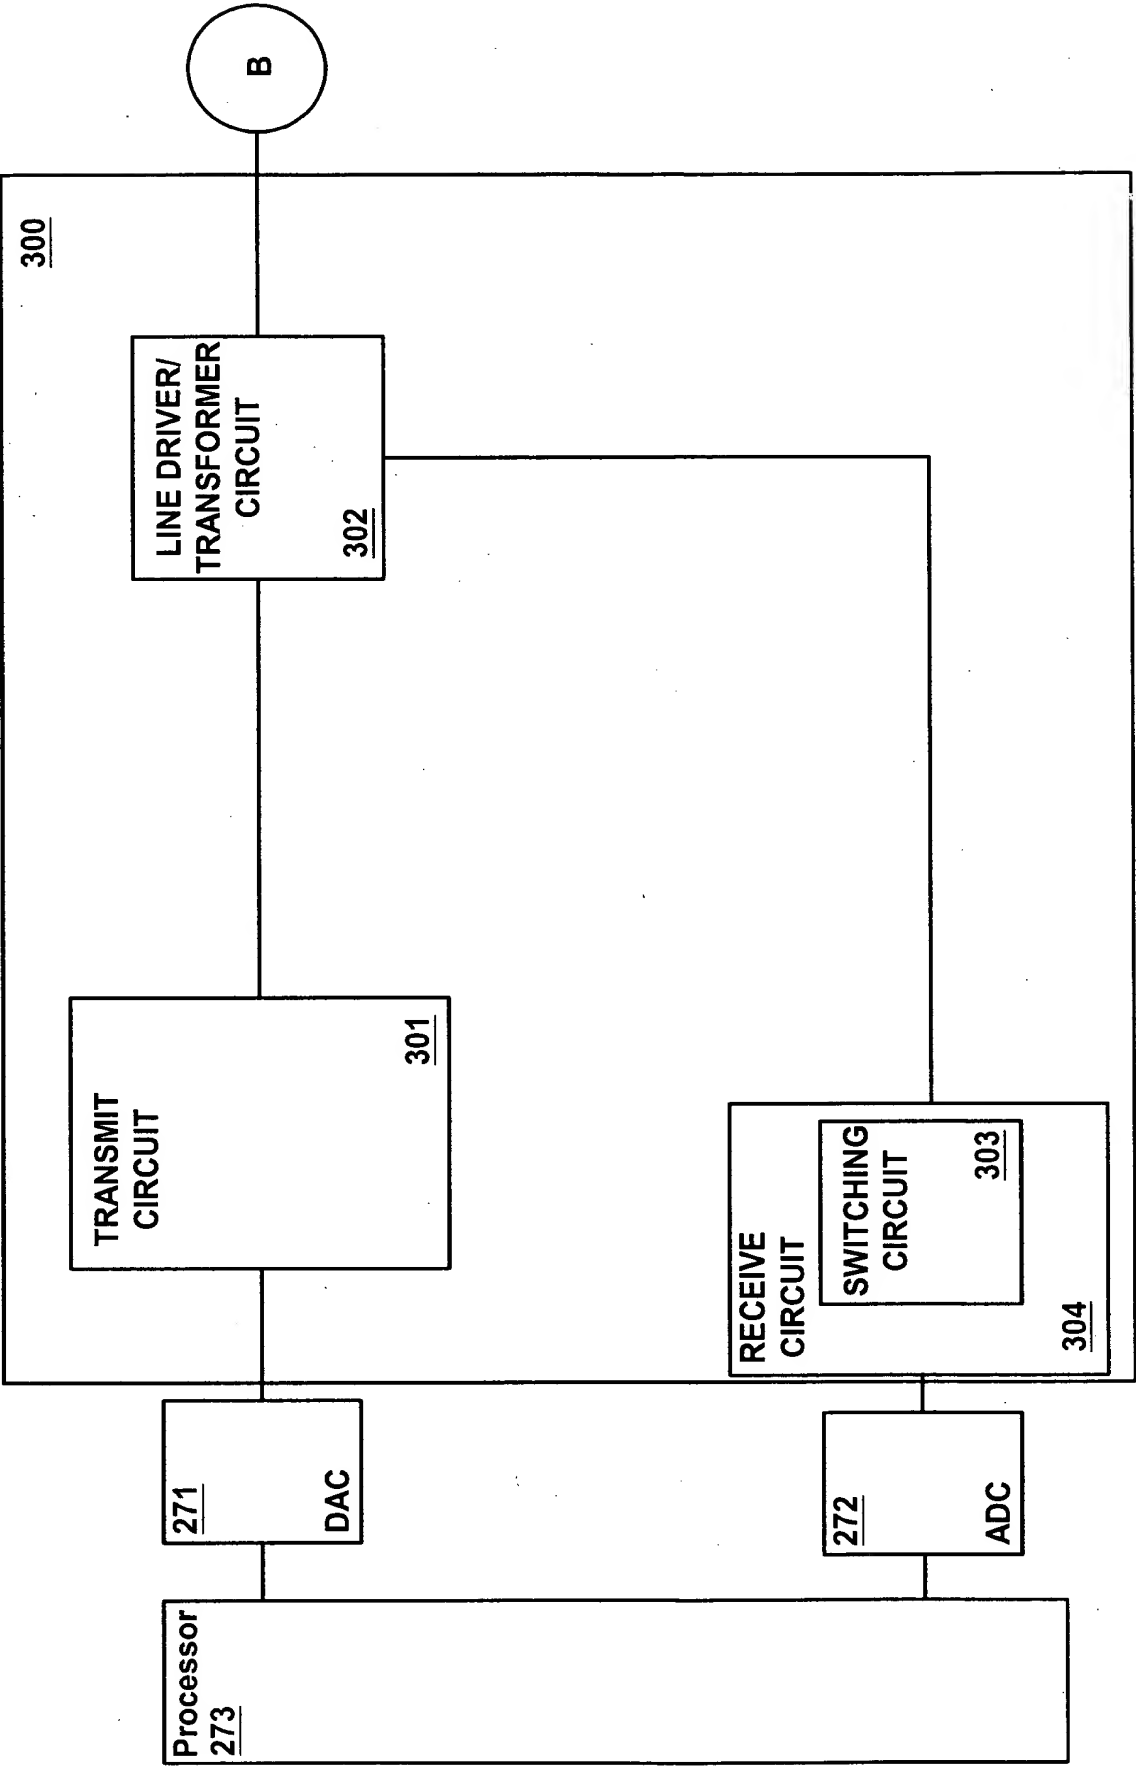 Processor
273
271
DAC
272
ADC
TRANSMIT
CIRCUIT
301
RECEIVE
CIRCUIT
304
SWITCHING
CIRCUIT
303
LINE DRIVER/
TRANSFORMER
CIRCUIT
302
300
B